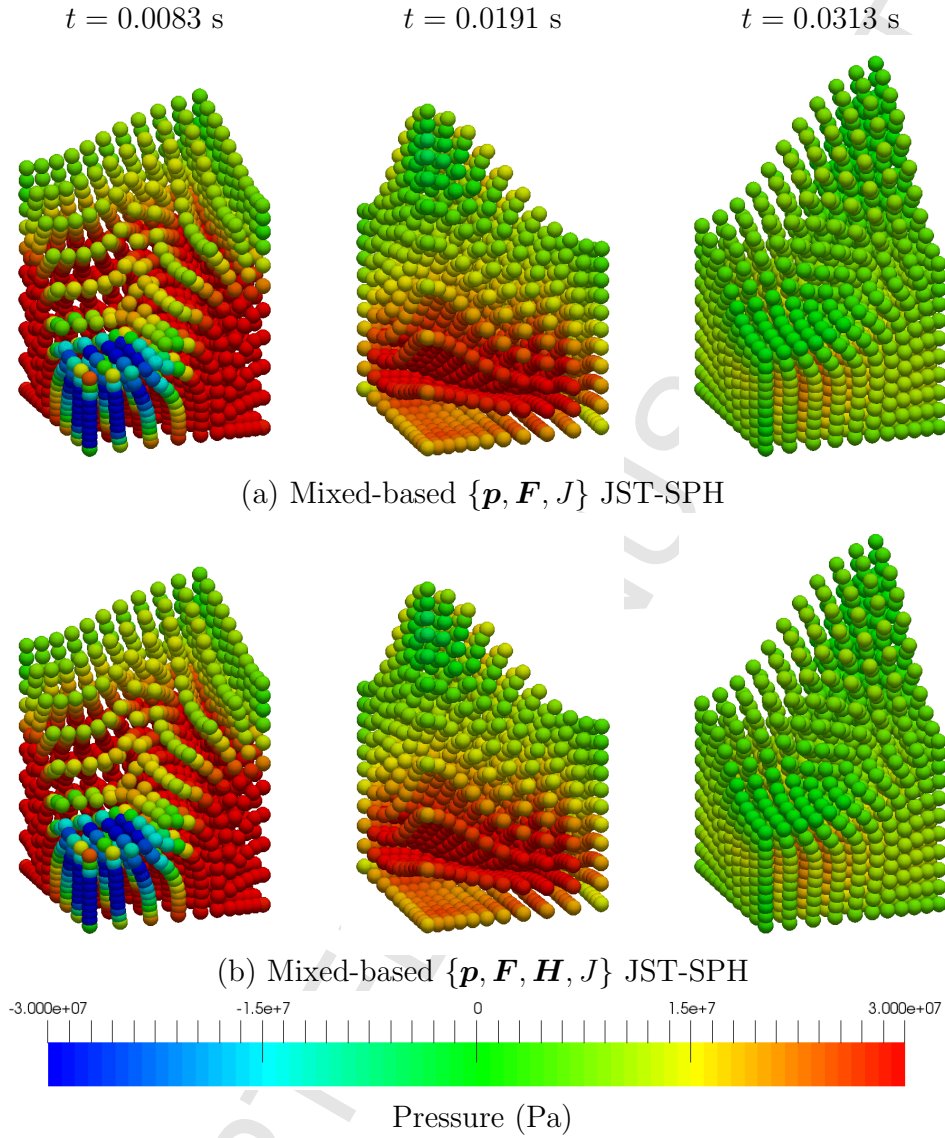 t = 0.0083 s t = 0.0191 s t = 0.0313 s
(a) Mixed-based {p, F, J} JST-SPH
(b) Mixed-based {p, F, H, J} JST-SPH
-3.000e+07 -1.5e+7 0 1.5e+7 3.000e+07
Pressure (Pa)